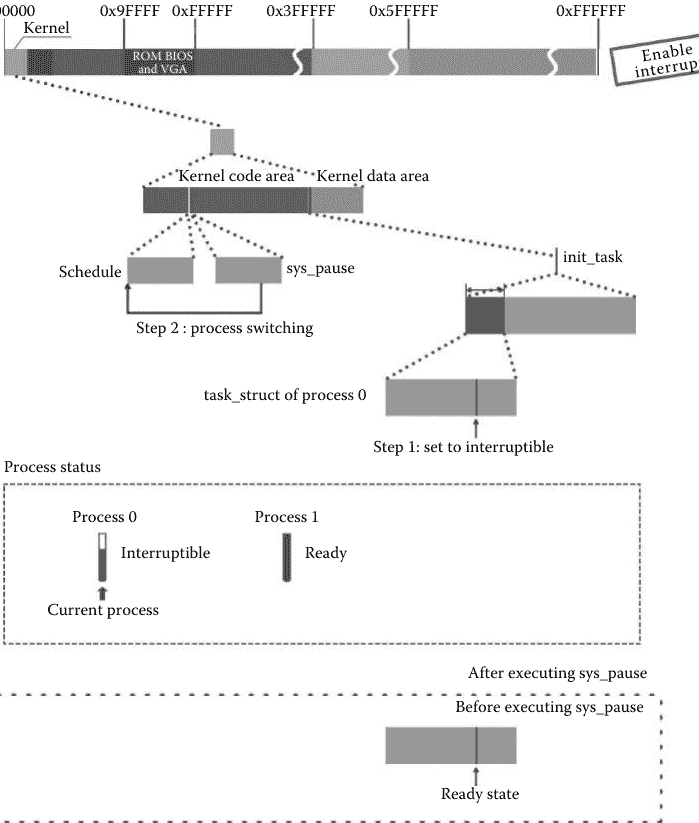 00000 0x9FFFF 0xFFFFF 0x3FFFFF 0x5FFFFF 0xFFFFFF
Kernel
ROM BIOS
and VGA
Enable
interrup
Kernel code area Kernel data area
Schedule
sys_pause
init_task
Step 2 : process switching
task_struct of process 0
Step 1: set to interruptible
Process status
Process 0 Process 1
Interruptible Ready
Current process
After executing sys_pause
Before executing sys_pause
Ready state